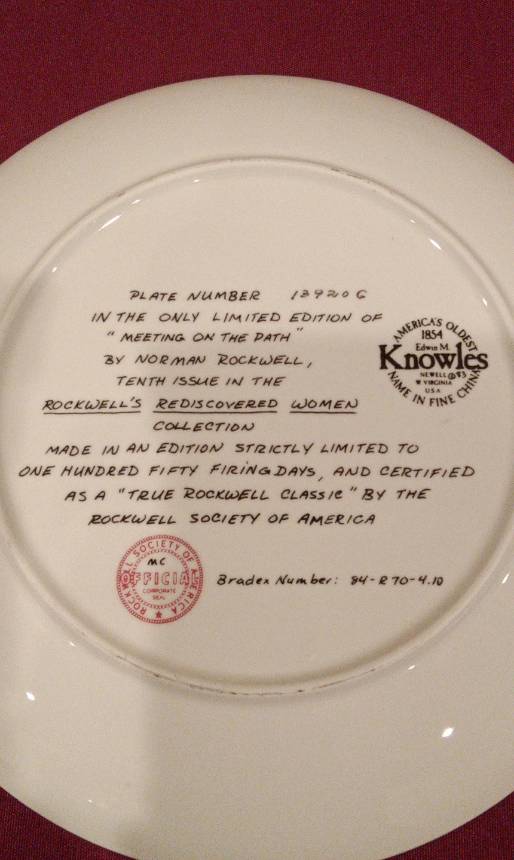 PLATE NUMBER 13920G
IN THE ONLY LIMITED EDITION OF
"MEETING ON THE PATH"
BY NORMAN ROCKWELL,
TENTH ISSUE IN THE
ROCKWELL'S REDISCOVERED WOMEN
COLLECTION
MADE IN AN EDITION STRICTLY LIMITED TO
ONE HUNDRED FIFTY FIRING DAYS, AND CERTIFIED
AS A "TRUE ROCKWELL CLASSIC" BY THE
ROCKWELL SOCIETY OF AMERICA
AMERICA'S OLDEST
1854
Edwin M.
Knowles
NEWELL © 83
W VIRGINIA
U.S.A
NAME IN FINE CHINA
ROCKWELL SOCIETY OF AMERICA
MC
OFFICIAL
CORPORATE
SEAL
Bradex Number: 84-R70-4.10